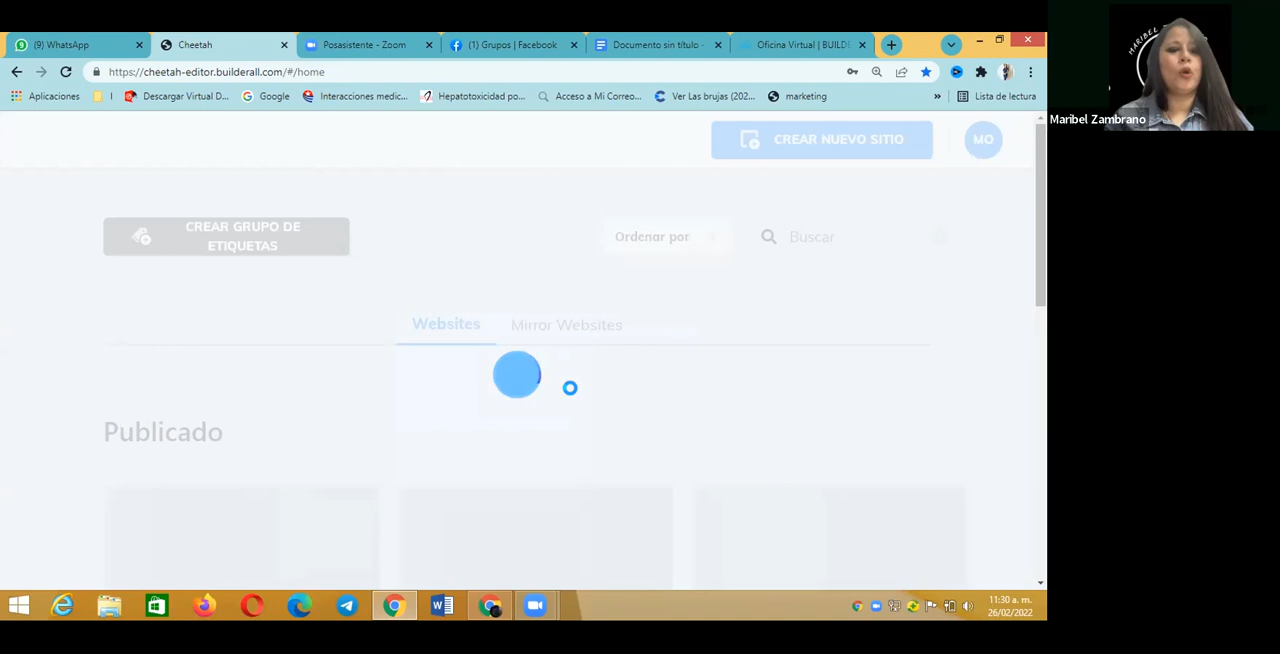 (9) WhatsApp
Cheetah
Posasistente - Zoom
(1) Grupos | Facebook
Documento sin título -
Oficina Virtual | BUILDE
https://cheetah-editor.builderall.com/#/home
Aplicaciones
I
Descargar Virtual D...
Google
Interacciones medic...
Hepatotoxicidad po...
Acceso a Mi Correo...
Ver Las brujas (202...
marketing
»
Lista de lectura
CREAR NUEVO SITIO
MO
CREAR GRUPO DE
ETIQUETAS
Ordenar por
Buscar
Websites
Mirror Websites
Publicado
11:30 a. m.
26/02/2022
Maribel Zambrano